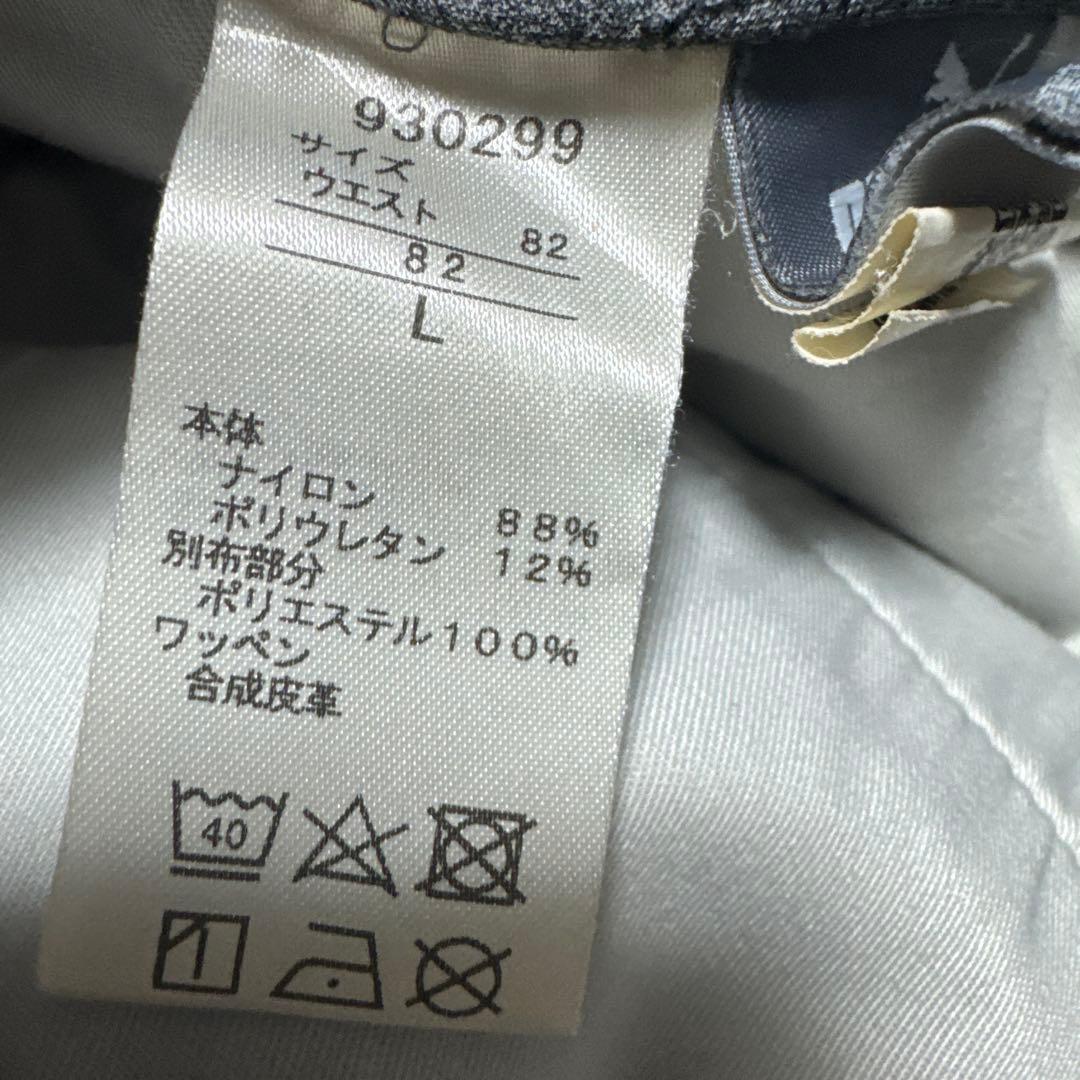 930299
サイズ
ウエスト 82
82
L
本体
ナイロン 88%
ポリウレタン 12%
別布部分
ポリエステル100%
ワッペン
合成皮革
40